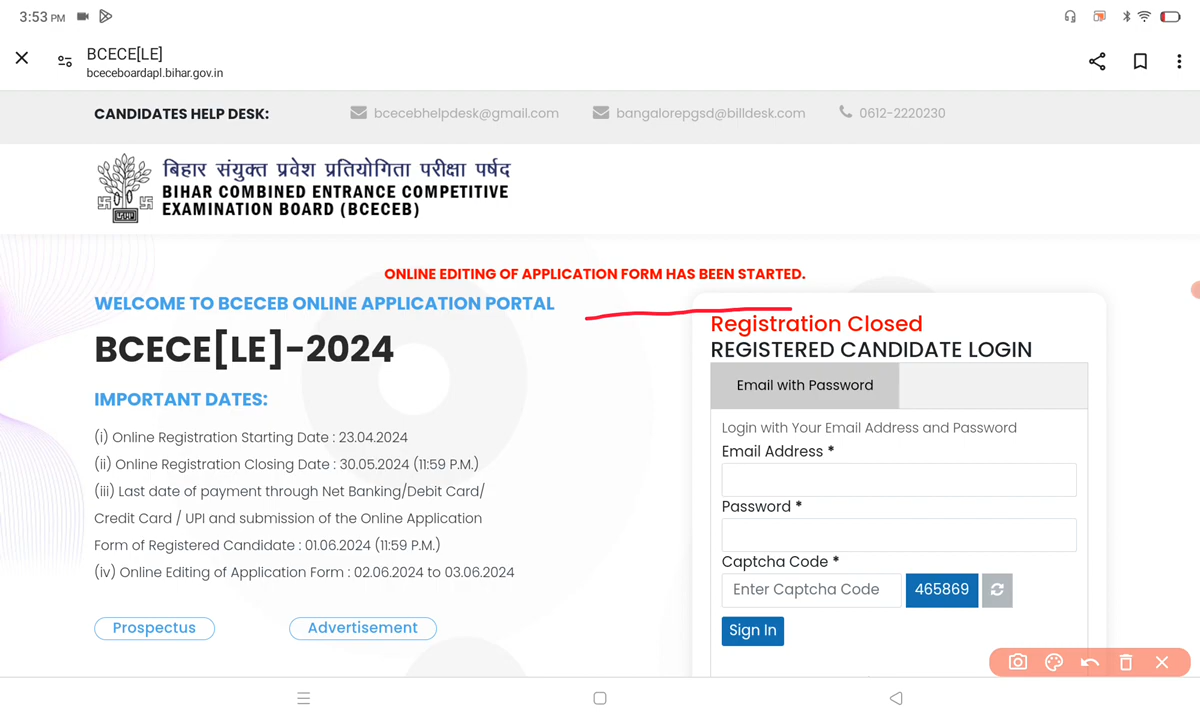 3:53 PM
BCECE[LE]
bceceboardapl.bihar.gov.in
CANDIDATES HELP DESK:
bcecebhelpdesk@gmail.com
bangalorepgsd@billdesk.com
0612-2220230
बिहार संयुक्त प्रवेश प्रतियोगिता परीक्षा पर्षद
BIHAR COMBINED ENTRANCE COMPETITIVE
EXAMINATION BOARD (BCECEB)
ONLINE EDITING OF APPLICATION FORM HAS BEEN STARTED.
WELCOME TO BCECEB ONLINE APPLICATION PORTAL
BCECE[LE]-2024
IMPORTANT DATES:
(i) Online Registration Starting Date : 23.04.2024
(ii) Online Registration Closing Date : 30.05.2024 (11:59 P.M.)
(iii) Last date of payment through Net Banking/Debit Card/
Credit Card / UPI and submission of the Online Application
Form of Registered Candidate : 01.06.2024 (11:59 P.M.)
(iv) Online Editing of Application Form : 02.06.2024 to 03.06.2024
Prospectus
Advertisement
Registration Closed
REGISTERED CANDIDATE LOGIN
Email with Password
Login with Your Email Address and Password
Email Address *
Password *
Captcha Code *
Enter Captcha Code
465869
Sign In